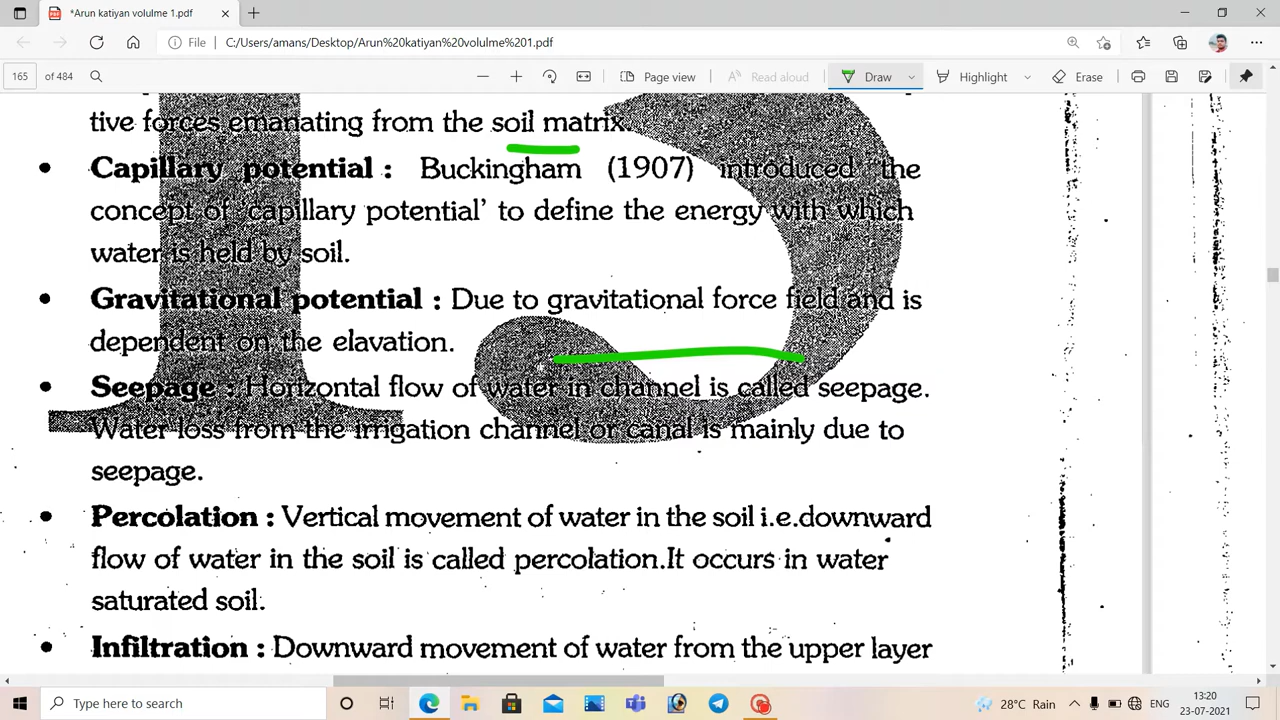 *Arun katiyan volulme 1.pdf
File C:/Users/amans/Desktop/Arun%20katiyan%20volulme%201.pdf
165 of 484 Page view Read aloud Draw Highlight Erase
tive forces emanating from the soil matrix.
• Capillary potential : Buckingham (1907) introduced the
concept of 'capillary potential' to define the energy with which
water is held by soil.
• Gravitational potential : Due to gravitational force field and is
dependent on the elavation.
• Seepage : Horizontal flow of water in channel is called seepage.
Water loss from the irrigation channel or canal is mainly due to
seepage.
• Percolation : Vertical movement of water in the soil i.e.downward
flow of water in the soil is called percolation.It occurs in water
saturated soil.
• Infiltration : Downward movement of water from the upper layer
Type here to search
28°C Rain ENG 13:20
23-07-2021